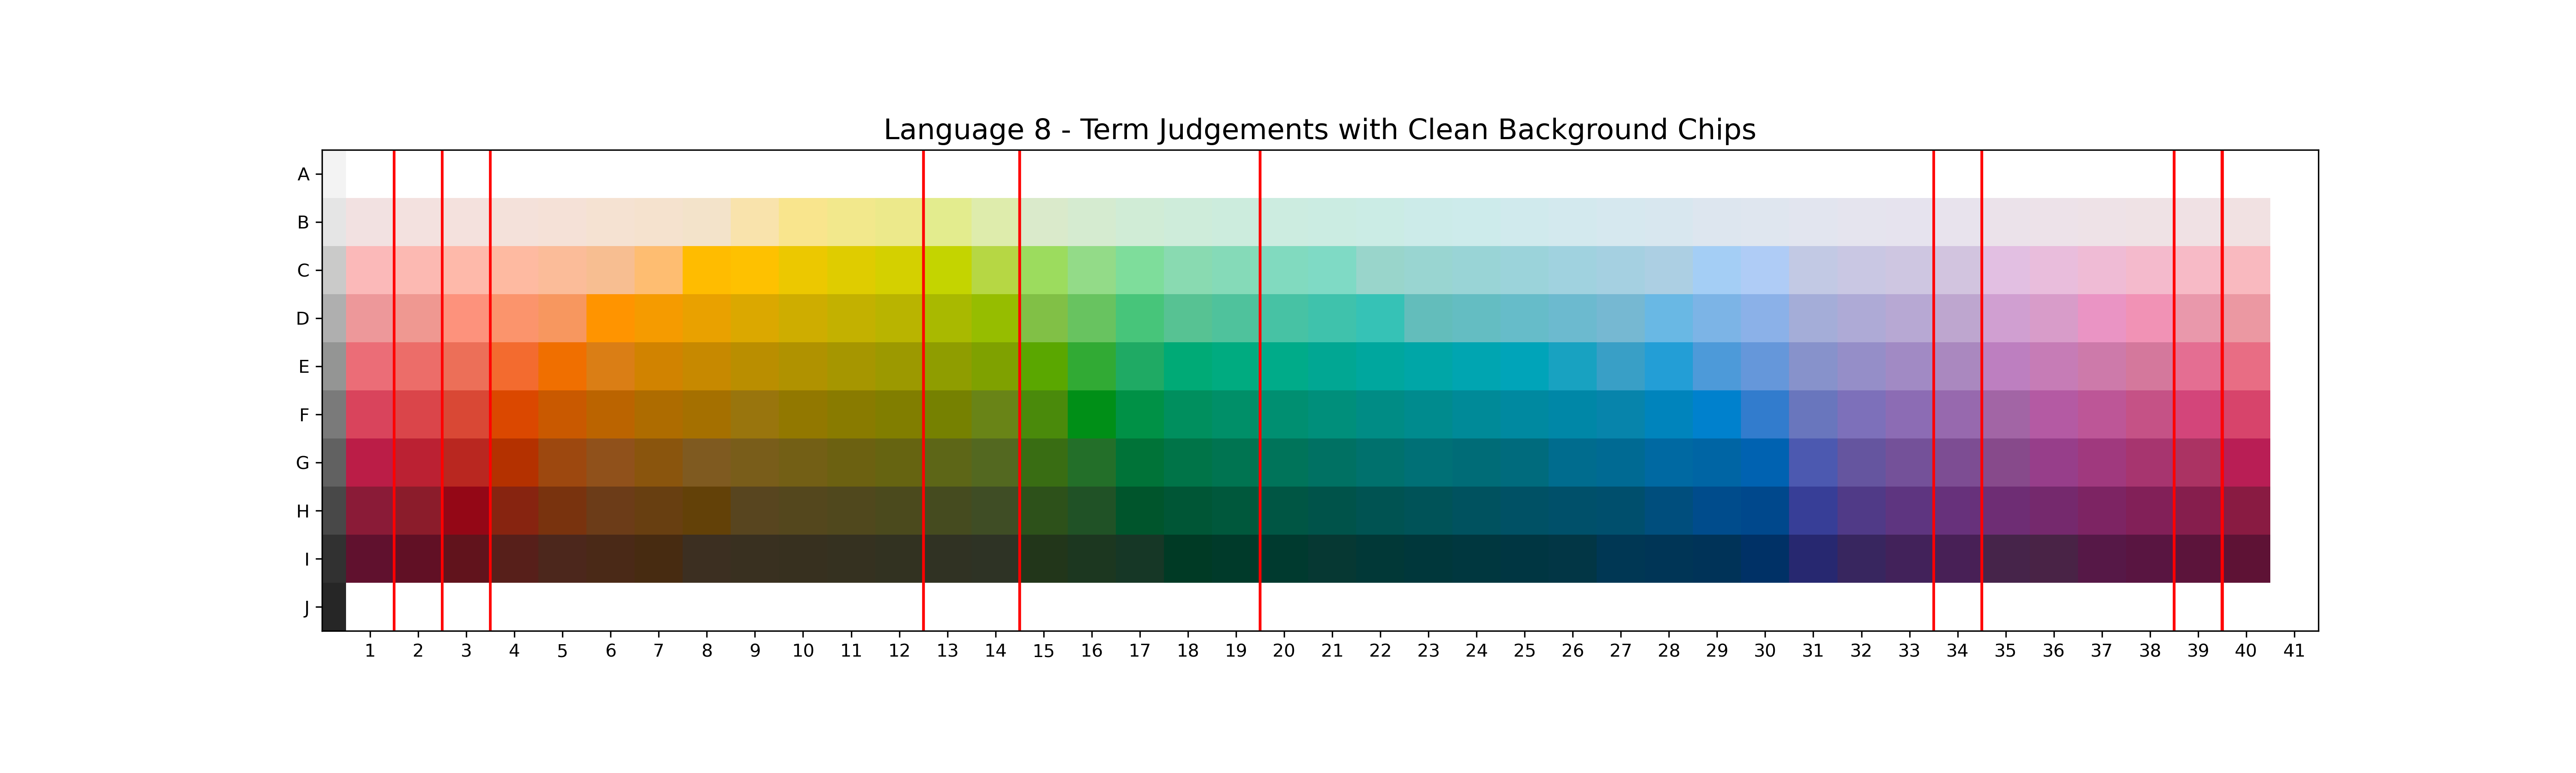 Language 8 - Term Judgements with Clean Background Chips
A
B
C
D
E
F
G
H
I
J
1 2 3 4 5 6 7 8 9 10 11 12 13 14 15 16 17 18 19 20 21 22 23 24 25 26 27 28 29 30 31 32 33 34 35 36 37 38 39 40 41